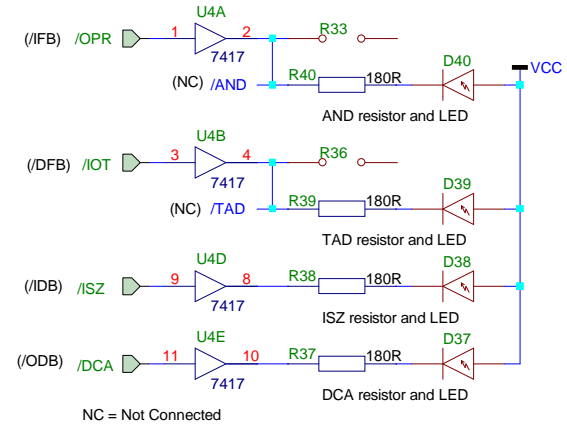 U4A
(/IFB) /OPR 1 2 R33
7417
D40
VCC
(NC) /AND R40 180R
AND resistor and LED
U4B
(/DFB) /IOT 3 4 R36
7417
D39
(NC) /TAD R39 180R
TAD resistor and LED
U4D
D38
(/IDB) /ISZ 9 8 R38 180R
7417
ISZ resistor and LED
U4E
D37
(/ODB) /DCA 11 10 R37 180R
7417
DCA resistor and LED
NC = Not Connected